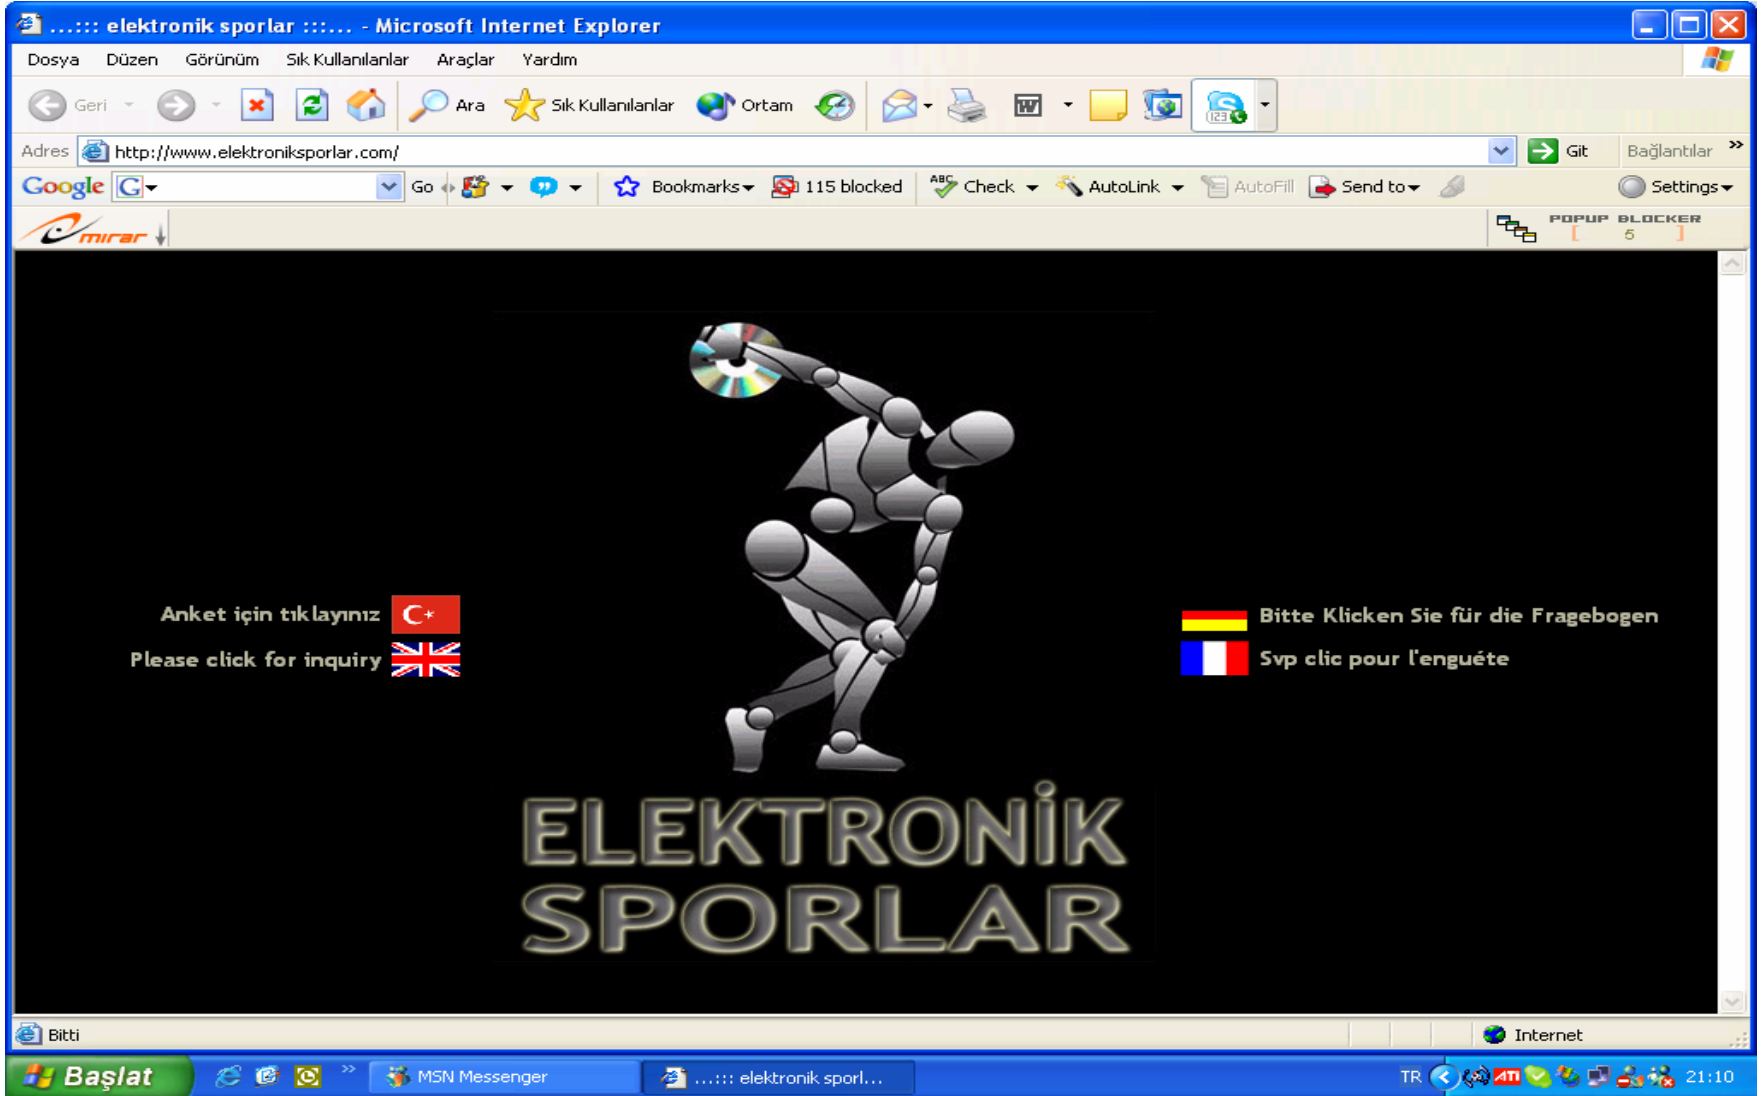 ...::: elektronik sporlar :::... - Microsoft Internet Explorer
Dosya Düzen Görünüm Sık Kullanılanlar Araçlar Yardım
Geri Ara Sık Kullanılanlar Ortam
Adres http://www.elektroniksporlar.com/ Git Bağlantılar »
Google G Go 115 blocked Bookmarks Check AutoLink AutoFill Send to Settings
mirar POPUP BLOCKER
[ 5 ]
Anket için tıklayınız
Please click for inquiry
Bitte Klicken Sie für die Fragebogen
Svp clic pour l'enguéte
ELEKTRONİK
SPORLAR
Bitti Internet
Başlat » MSN Messenger ...::: elektronik sporl... TR ATI 21:10